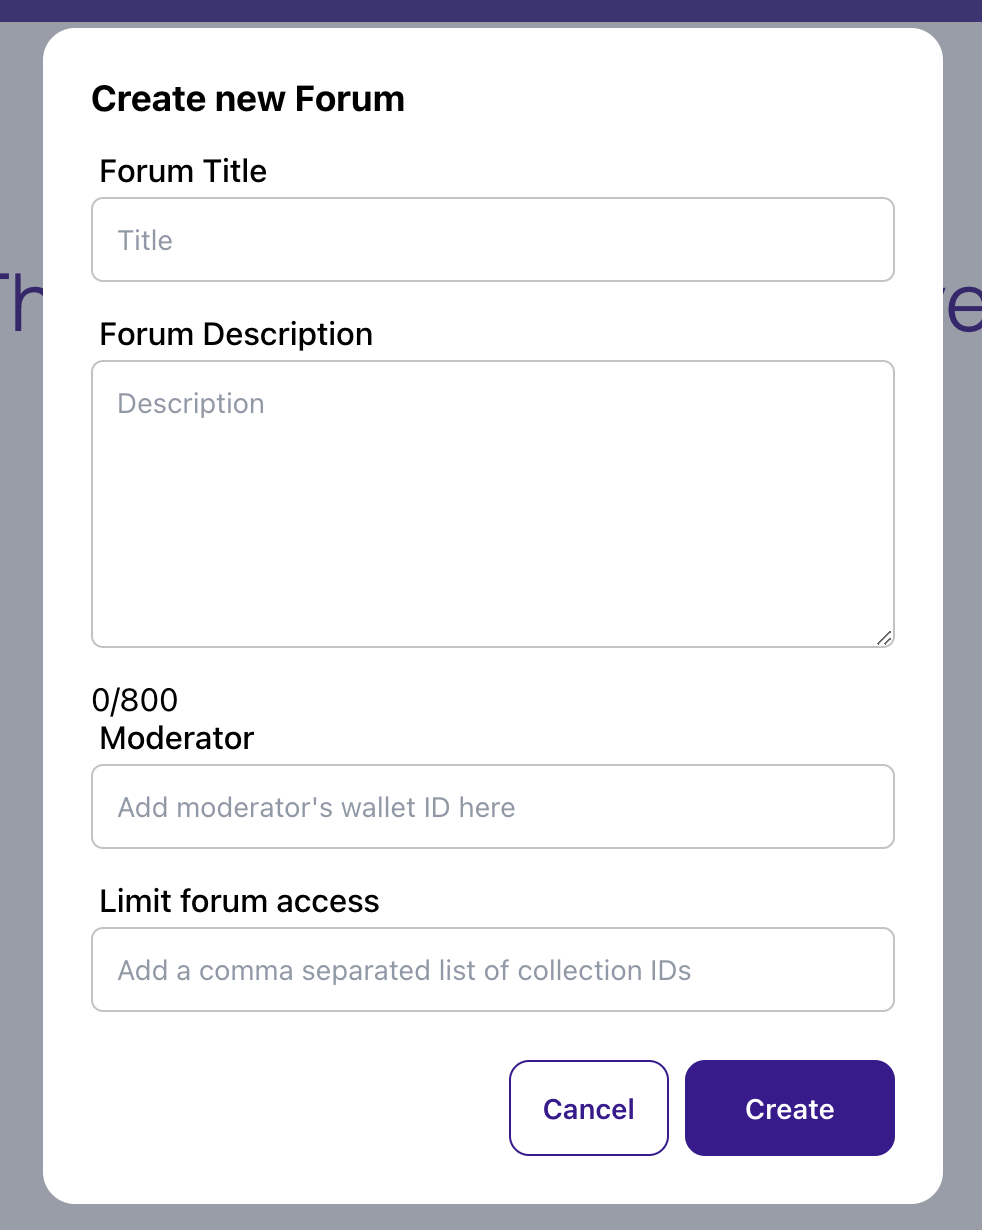 Create new Forum
Forum Title
Title
Forum Description
Description
0/800
Moderator
Add moderator's wallet ID here
Limit forum access
Add a comma separated list of collection IDs
Cancel
Create